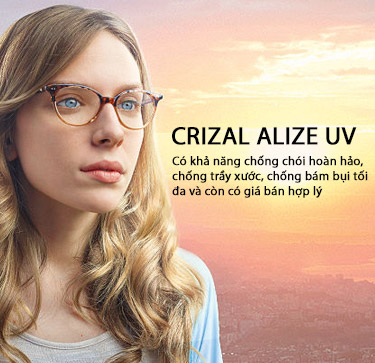 CRIZAL ALIZE UV
Có khả năng chống chói hoàn hảo,
chống trầy xước, chống bám bụi tối
đa và còn có giá bán hợp lý